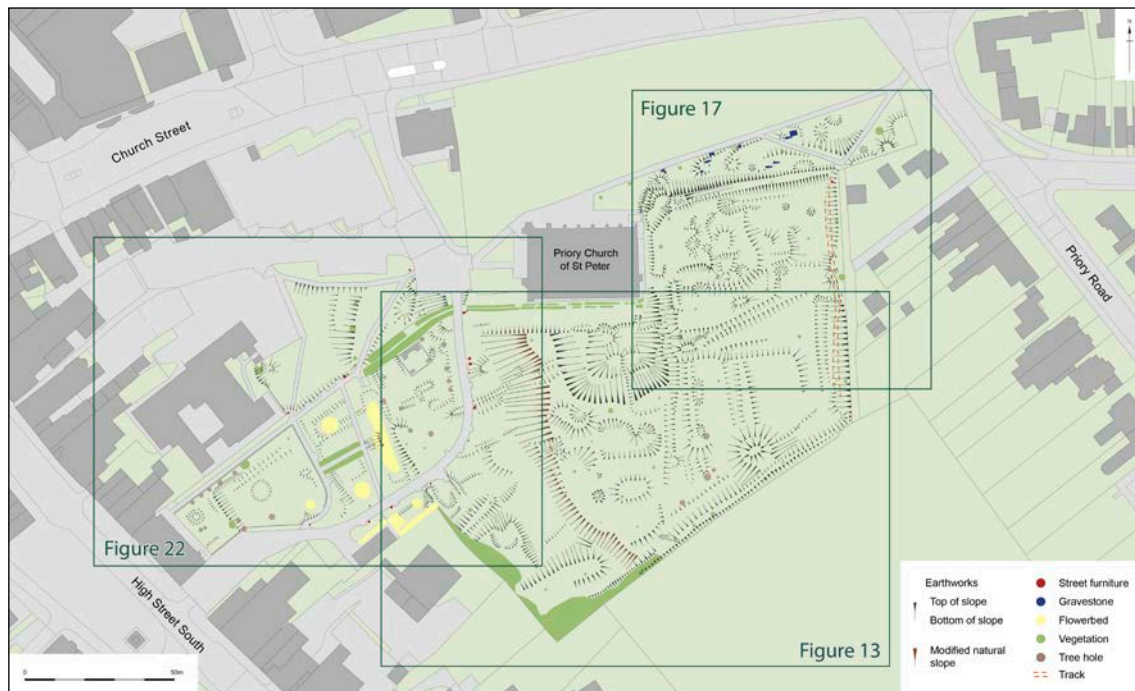 N
Figure 17
Church Street
Priory Church
of St Peter
Priory Road
Figure 22
High Street South
Figure 13
0
50m
Earthworks
Top of slope
Bottom of slope
Modified natural
slope
Street furniture
Gravestone
Flowerbed
Vegetation
Tree hole
Track